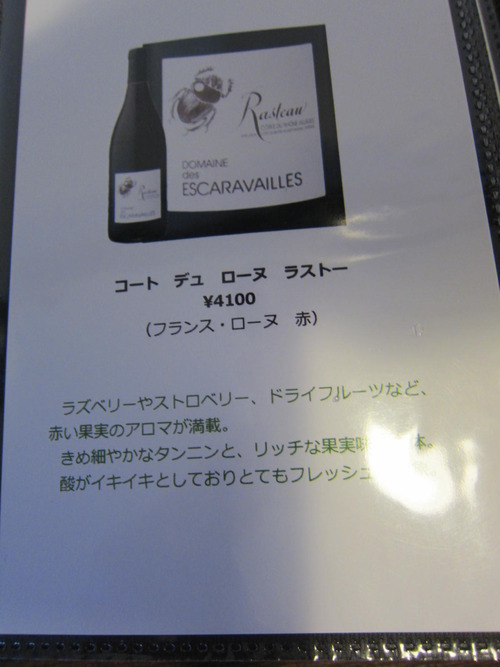 Rasteau
DOMAINE
des
ESCARAVAILLES
Rasteau
コート デュ ローヌ ラストー
¥4100
(フランス・ローヌ 赤)
ラズベリーやストロベリー、ドライフルーツなど、
赤い果実のアロマが満載。
きめ細やかなタンニンと、リッチな果実味 体。
酸がイキイキとしておりとてもフレッシュ